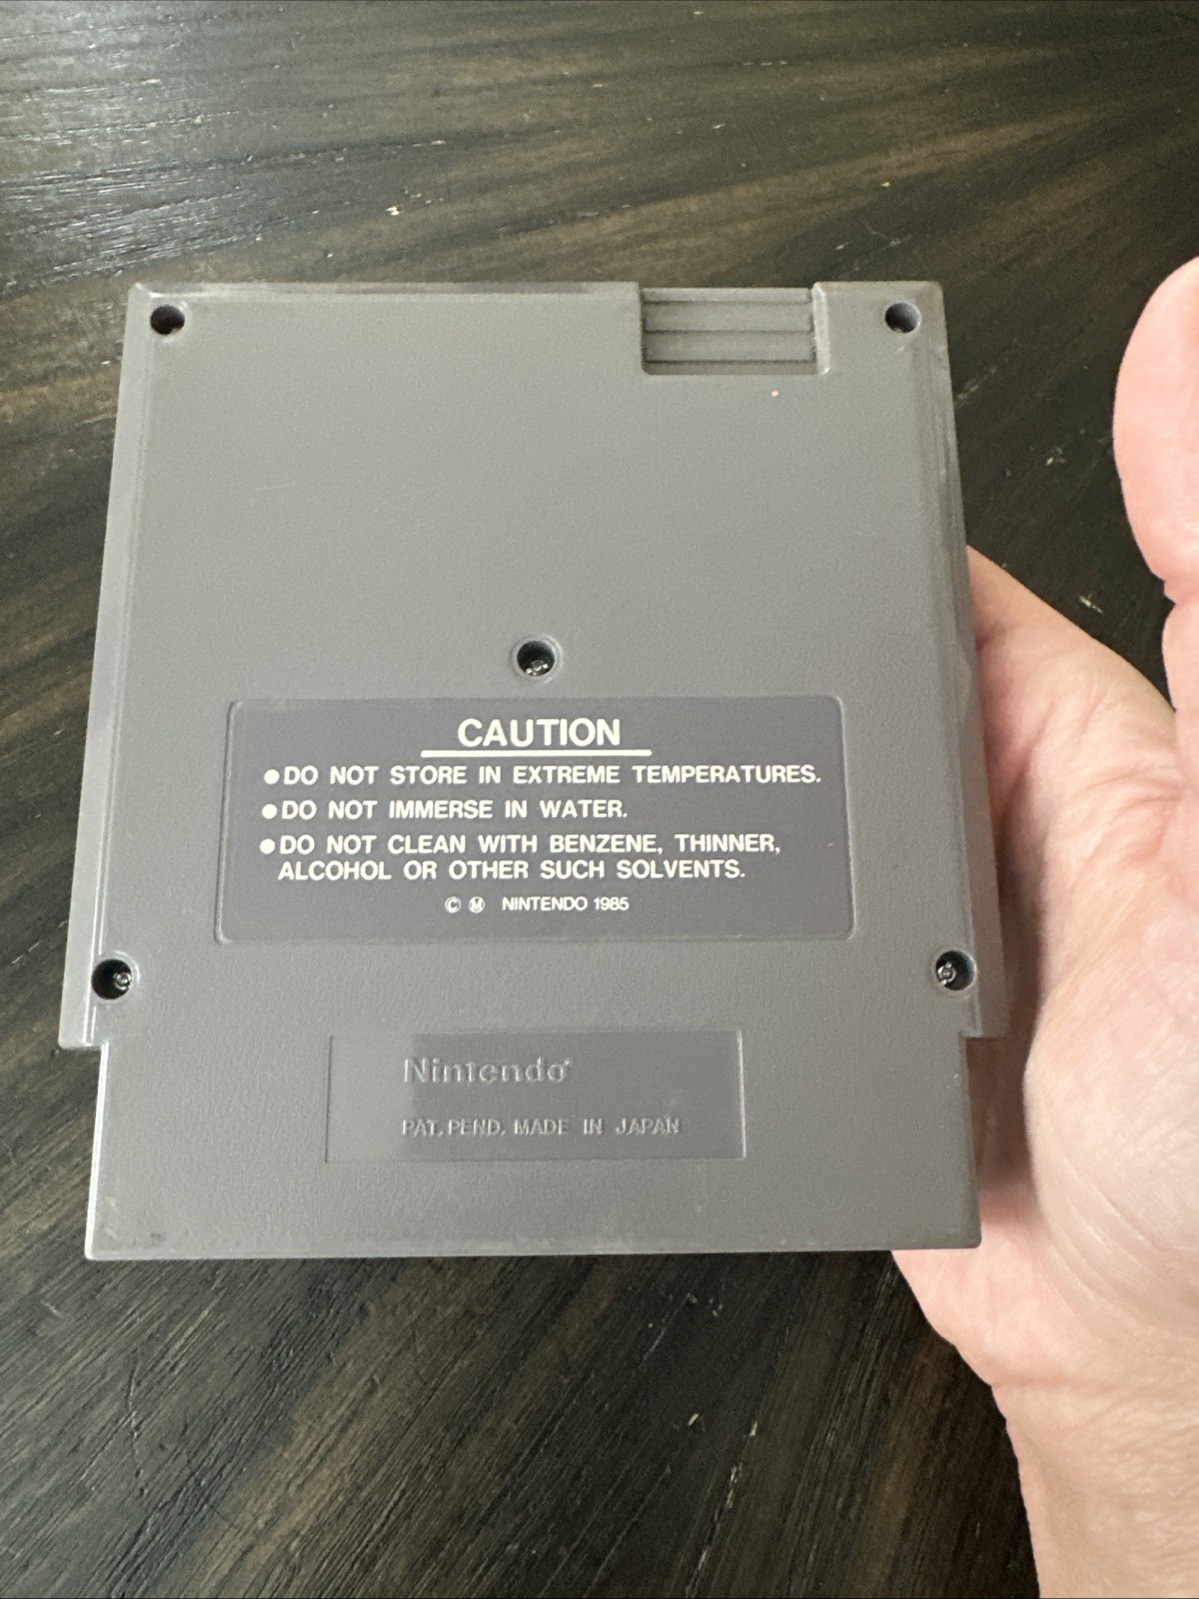 CAUTION
●DO NOT STORE IN EXTREME TEMPERATURES.
●DO NOT IMMERSE IN WATER.
●DO NOT CLEAN WITH BENZENE, THINNER,
ALCOHOL OR OTHER SUCH SOLVENTS.
© Ⓜ NINTENDO 1985
Nintendo®
PAT. PEND. MADE IN JAPAN